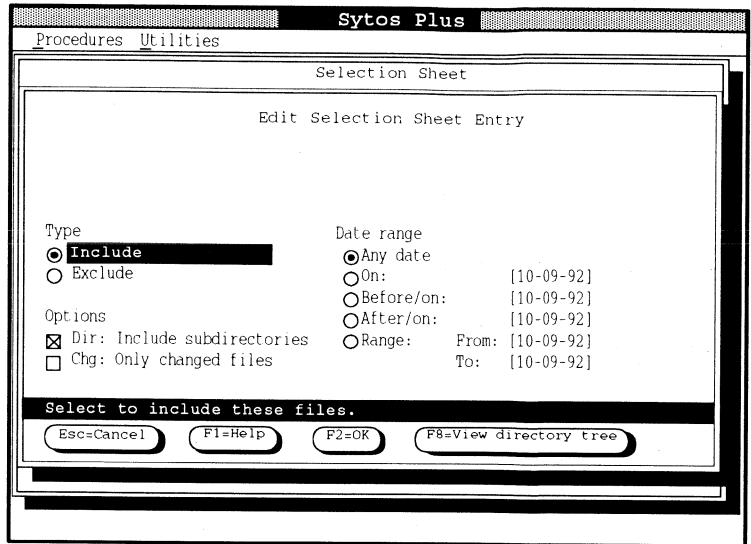 Sytos Plus
Procedures Utilities
Selection Sheet
Edit Selection Sheet Entry
Type
Include
Exclude
Options
Dir: Include subdirectories
Chg: Only changed files
Date range
Any date
On: [10-09-92]
Before/on: [10-09-92]
After/on: [10-09-92]
Range: From: [10-09-92]
To: [10-09-92]
Select to include these files.
Esc=Cancel F1=Help F2=OK F8=View directory tree